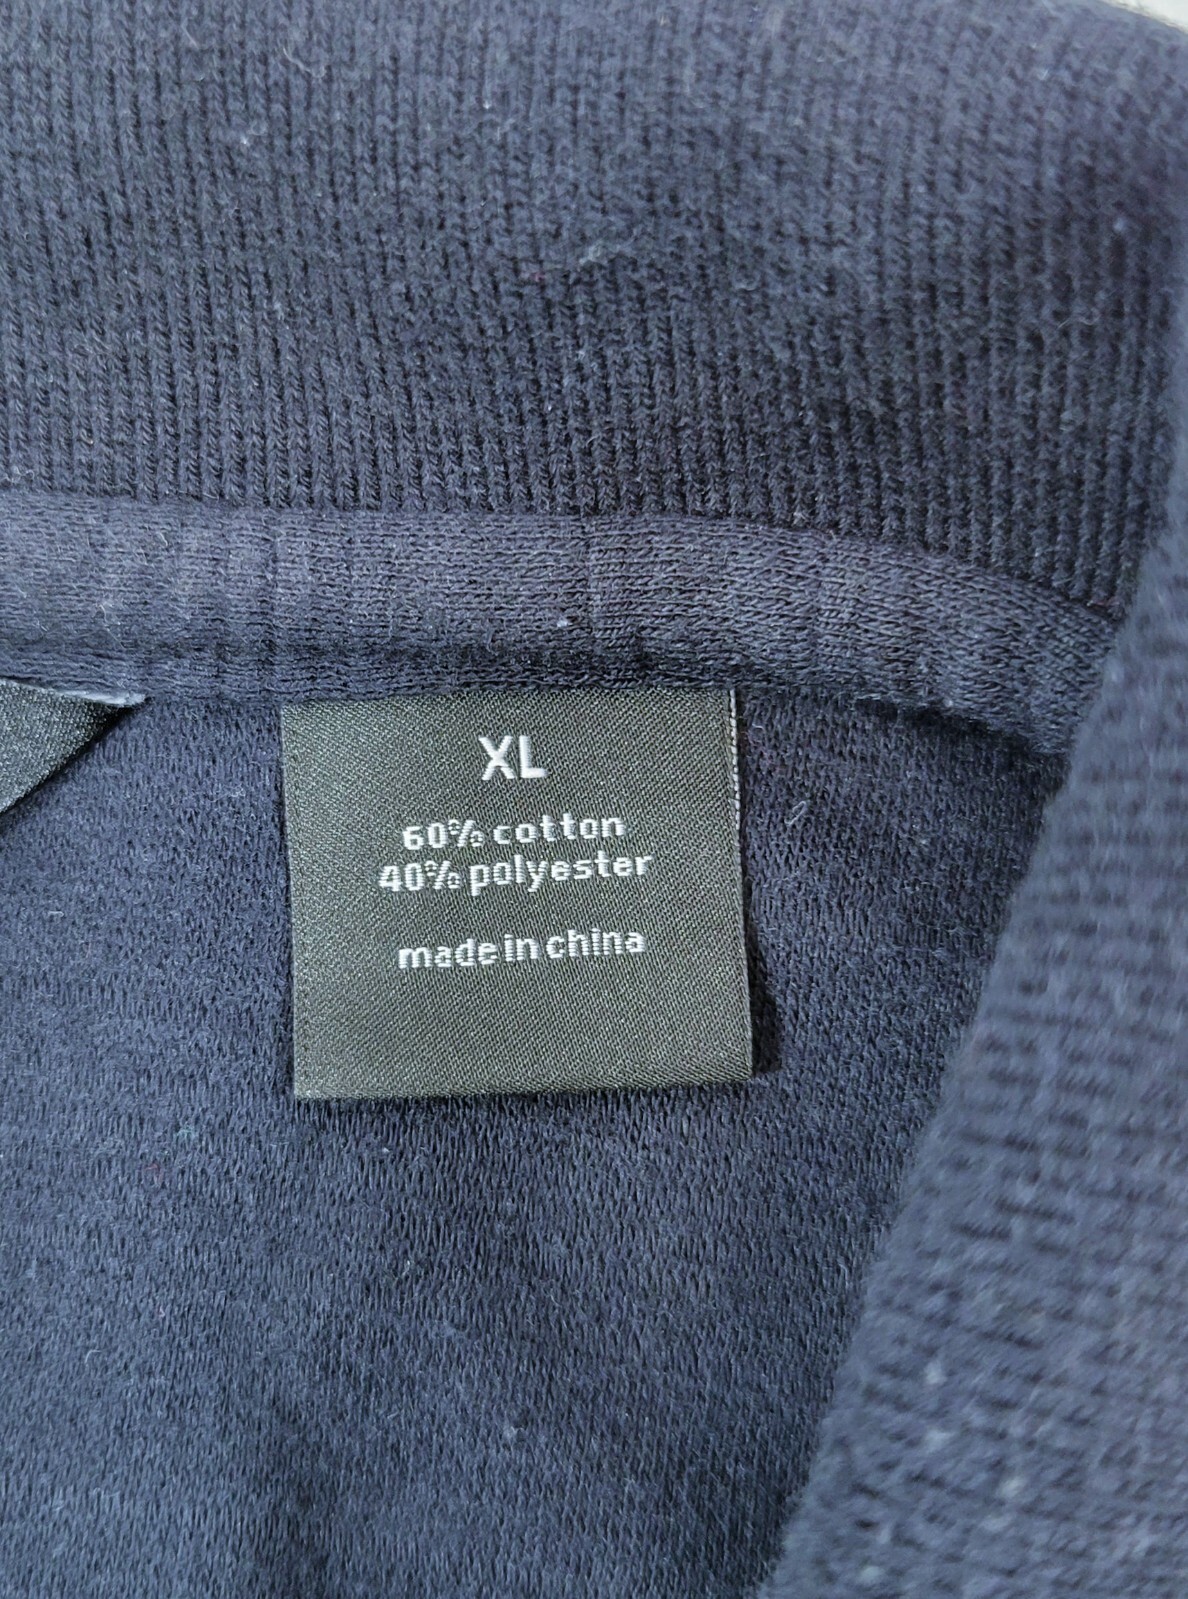 XL
60% cotton
40% polyester
made in china